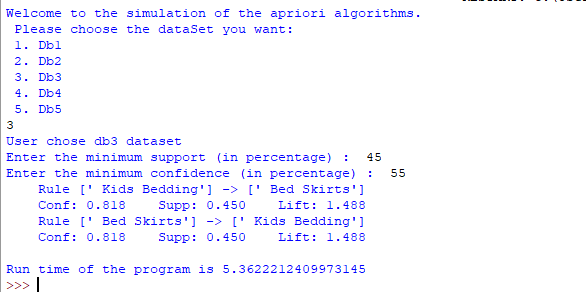 Welcome to the simulation of the apriori algorithms.
Please choose the dataSet you want:
1. Db1
2. Db2
3. Db3
4. Db4
5. Db5
3
User chose db3 dataset
Enter the minimum support (in percentage) : 45
Enter the minimum confidence (in percentage) : 55
Rule [' Kids Bedding'] -> [' Bed Skirts']
Conf: 0.818 Supp: 0.450 Lift: 1.488
Rule [' Bed Skirts'] -> [' Kids Bedding']
Conf: 0.818 Supp: 0.450 Lift: 1.488
Run time of the program is 5.3622212409973145
>>>